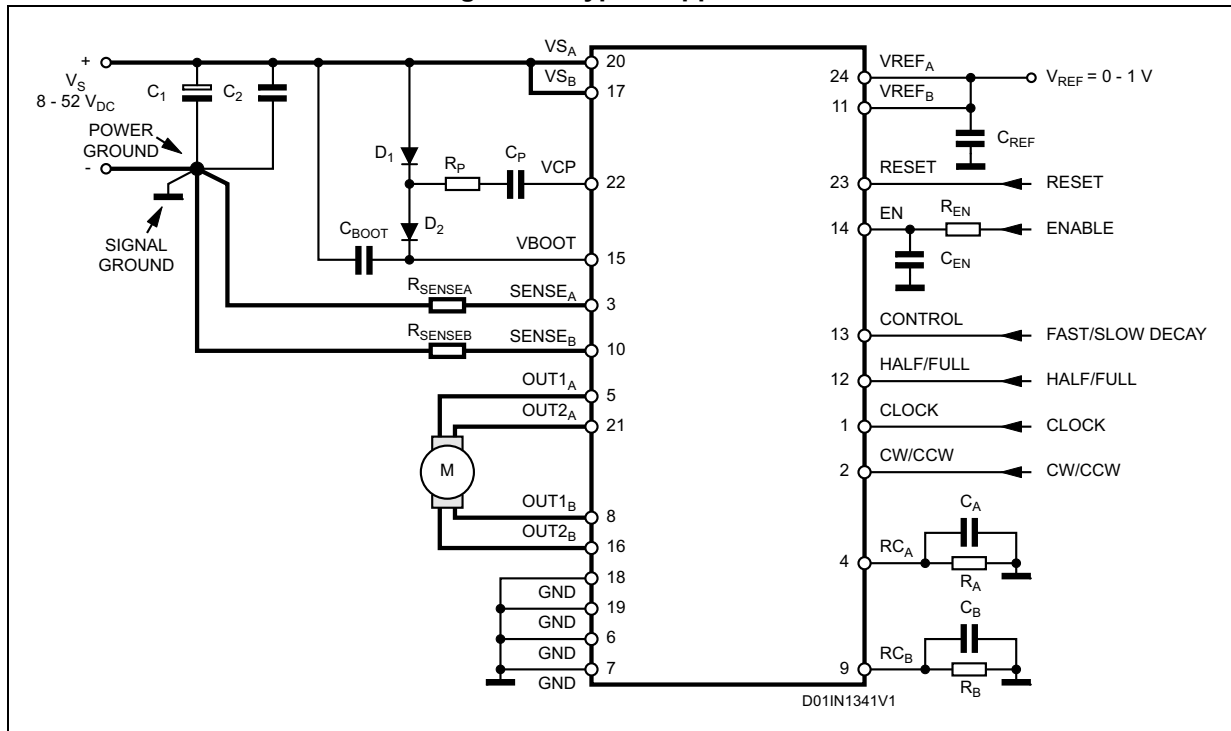 VS_A
20
VS_B
17
+
V_S
8 - 52 V_DC
C_1
C_2
POWER
GROUND
-
SIGNAL
GROUND
D_1
R_P
C_P
VCP
22
D_2
C_BOOT
VBOOT
15
R_SENSEA
SENSE_A
3
R_SENSEB
SENSE_B
10
OUT1_A
5
OUT2_A
21
M
OUT1_B
8
OUT2_B
16
18
GND
19
GND
6
GND
7
GND
24
VREF_A
V_REF = 0 - 1 V
11
VREF_B
C_REF
23
RESET
RESET
14
EN
R_EN
ENABLE
C_EN
13
CONTROL
FAST/SLOW DECAY
12
HALF/FULL
HALF/FULL
1
CLOCK
CLOCK
2
CW/CCW
CW/CCW
C_A
4
RC_A
R_A
C_B
9
RC_B
R_B
D01IN1341V1